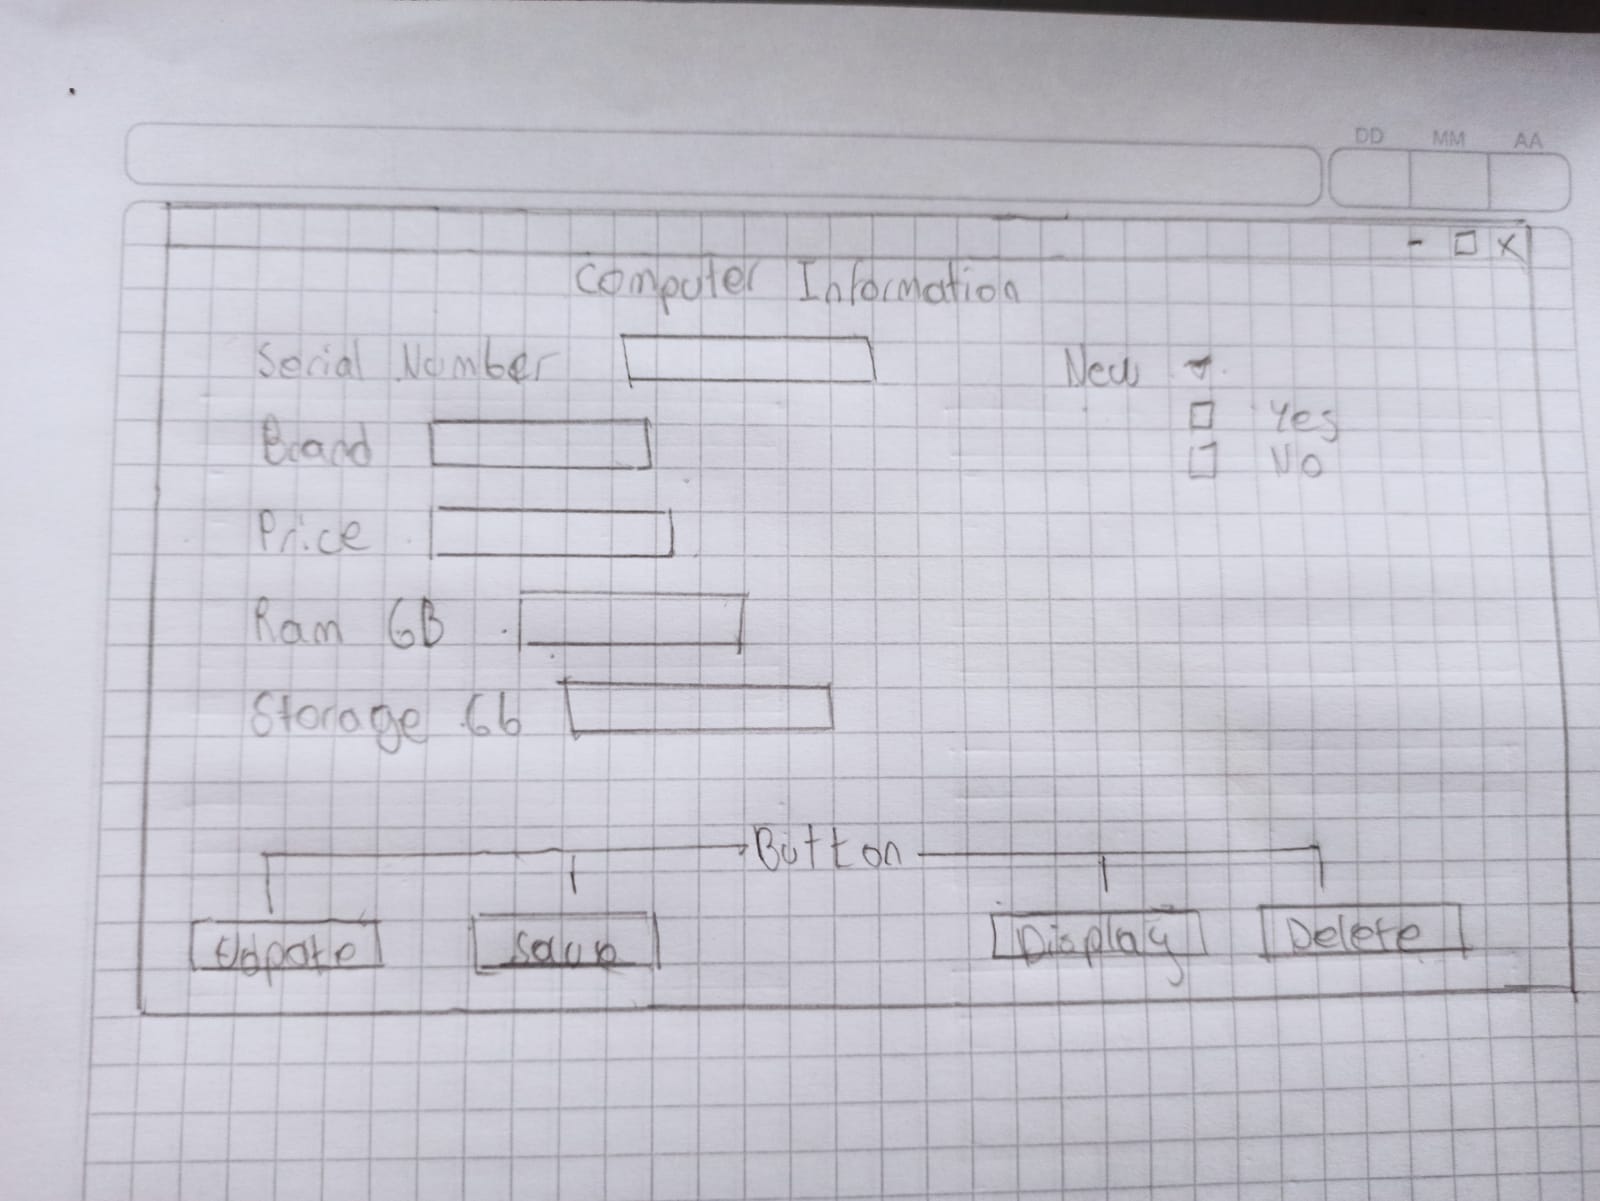 DD MM AA
- □ X
Computer Information
Serial Number
New
Yes
Board
No
Price
Ram GB
Storage Gb
Button
Update
Save
Display
Delete